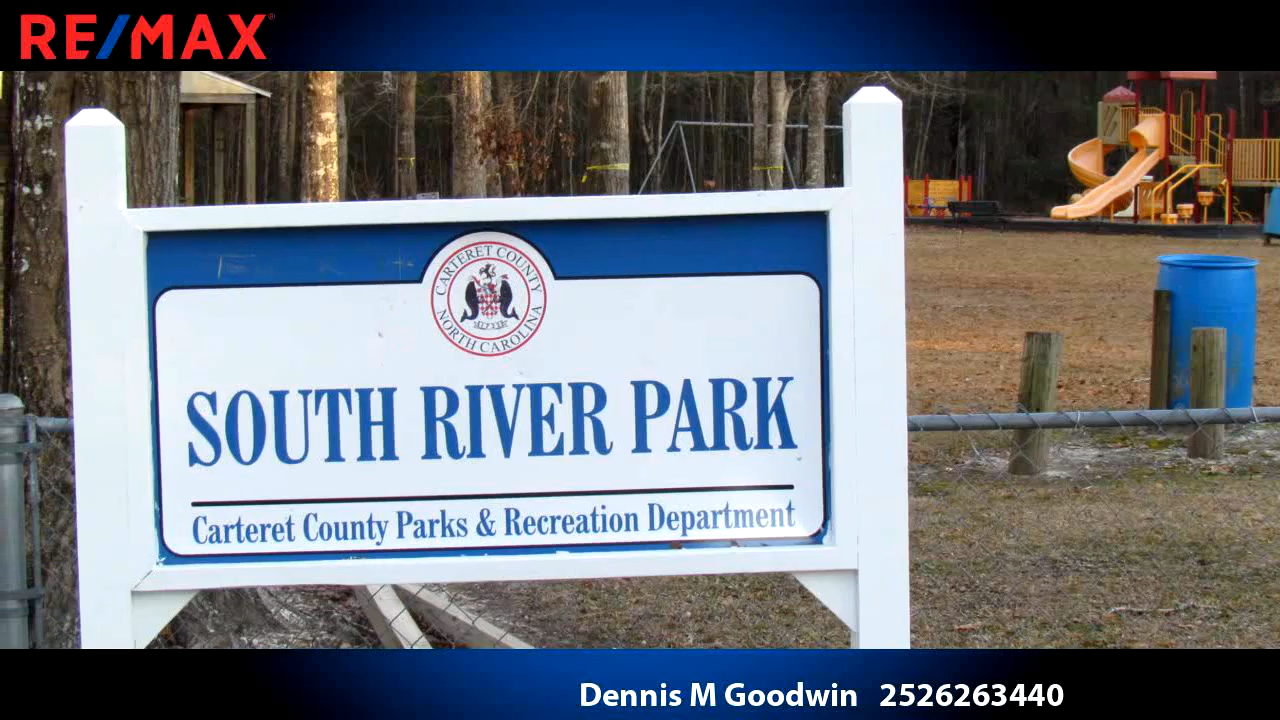 RE/MAX
CARTERET COUNTY
NORTH CAROLINA
SOUTH RIVER PARK
Carteret County Parks & Recreation Department
Dennis M Goodwin 2526263440